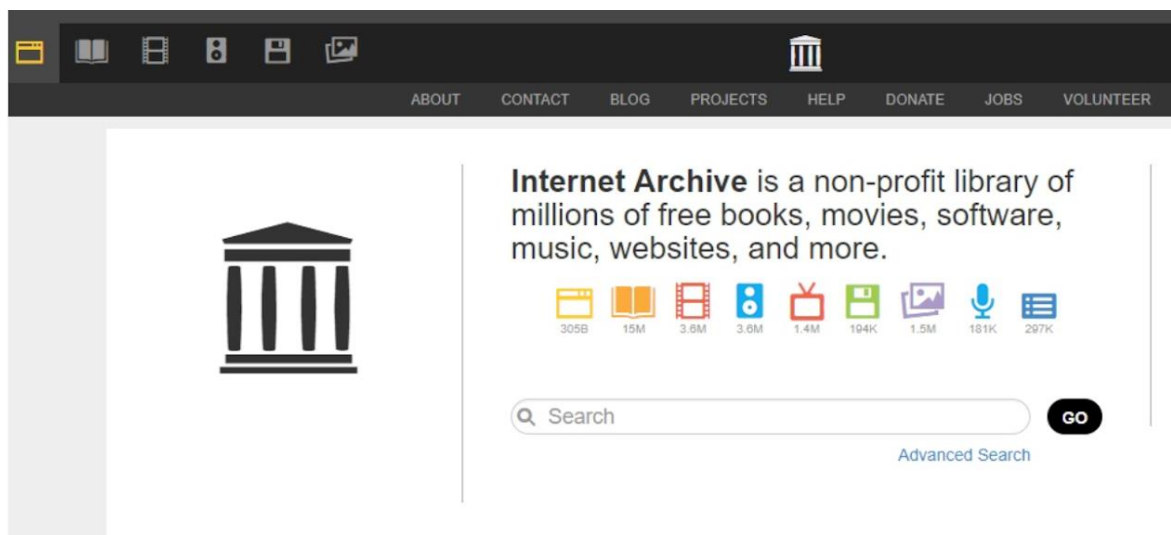 ABOUT CONTACT BLOG PROJECTS HELP DONATE JOBS VOLUNTEER
Internet Archive is a non-profit library of
millions of free books, movies, software,
music, websites, and more.
305B 15M 3.6M 3.6M 1.4M 194K 1.5M 181K 297K
Search GO
Advanced Search